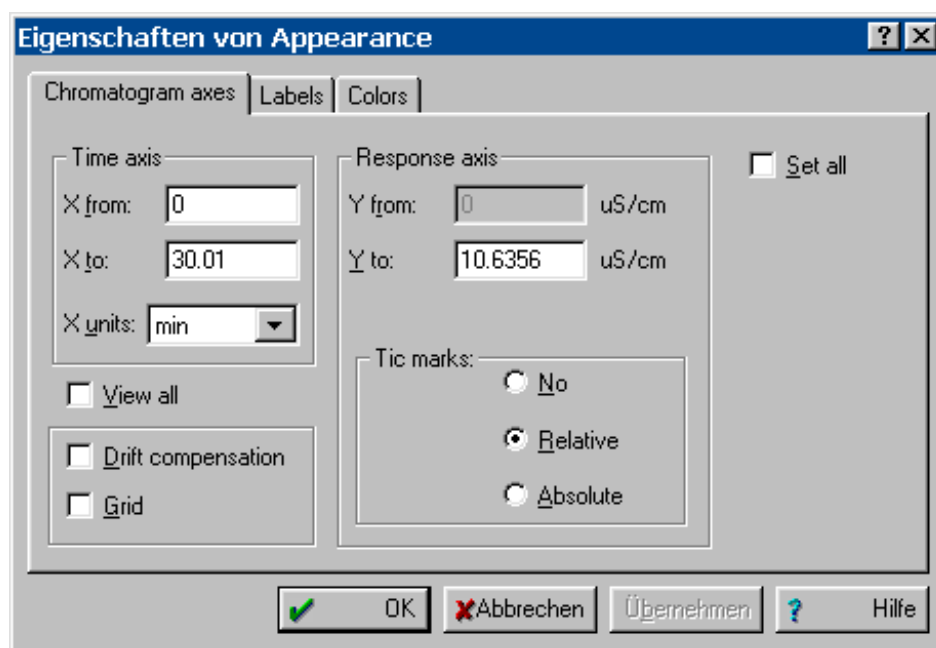 Eigenschaften von Appearance
Chromatogram axes Labels Colors
Time axis
X from: 0
X to: 30.01
X units: min
View all
Drift compensation
Grid
Response axis
Y from: 0 uS/cm
Y to: 10.6356 uS/cm
Tic marks:
No
Relative
Absolute
Set all
OK Abbrechen Übernehmen ? Hilfe